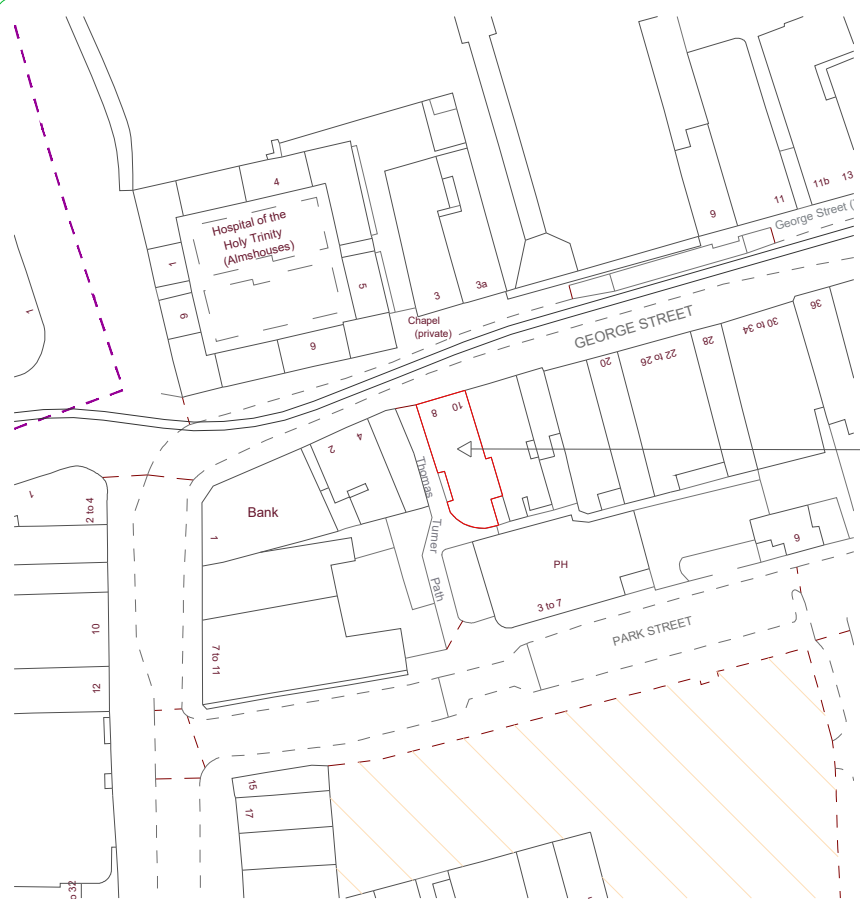 4
Hospital of the
Holy Trinity
(Almshouses)
1
6
5
9
3
3a
Chapel
(private)
9
11
11b
13
George Street (
GEORGE STREET
1
8
10
20
22 to 26
28
30 to 34
36
2
4
Thomas
Turner
Path
1
2 to 4
Bank
1
PH
3 to 7
9
PARK STREET
10
12
7 to 11
15
17
o 32